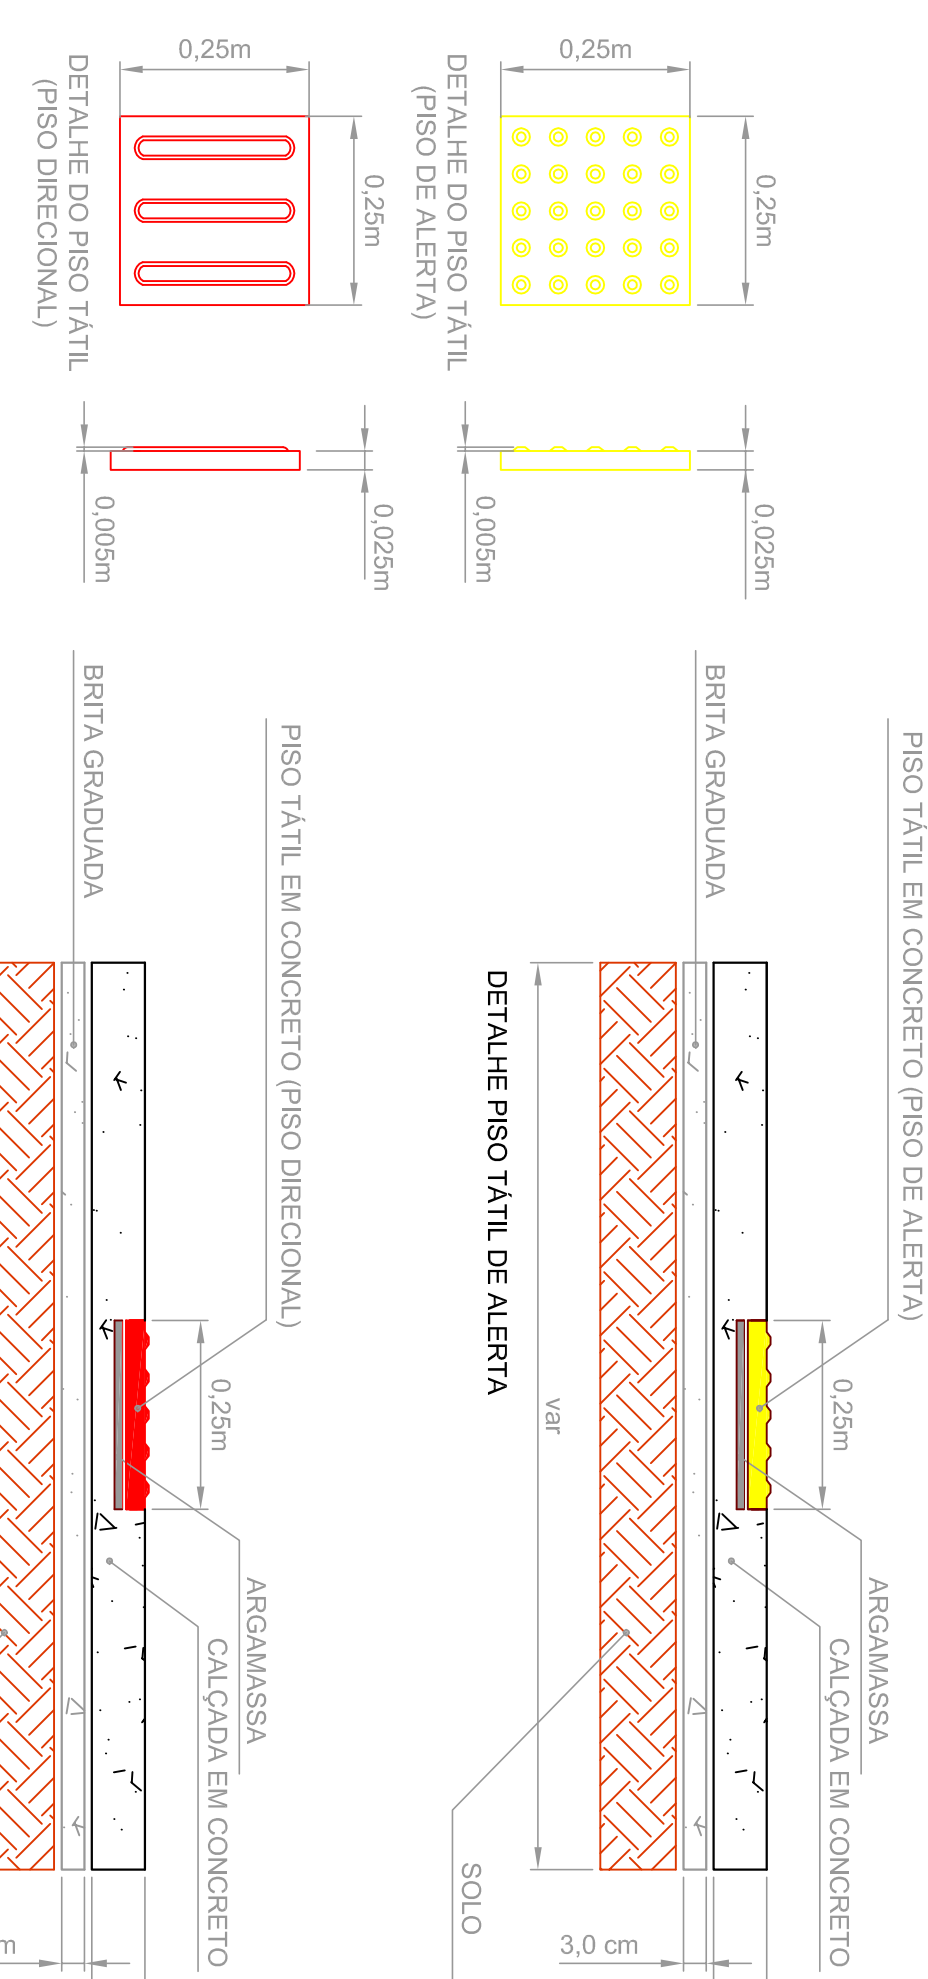 0,25m
0,25m
DETALHE DO PISO TÁTIL
(PISO DE ALERTA)
0,025m
0,005m
0,25m
0,25m
DETALHE DO PISO TÁTIL
(PISO DIRECIONAL)
0,025m
0,005m
PISO TÁTIL EM CONCRETO (PISO DE ALERTA)
BRITA GRADUADA
0,25m
ARGAMASSA
CALÇADA EM CONCRETO
var
SOLO
3,0 cm
DETALHE PISO TÁTIL DE ALERTA
PISO TÁTIL EM CONCRETO (PISO DIRECIONAL)
BRITA GRADUADA
0,25m
ARGAMASSA
CALÇADA EM CONCRETO